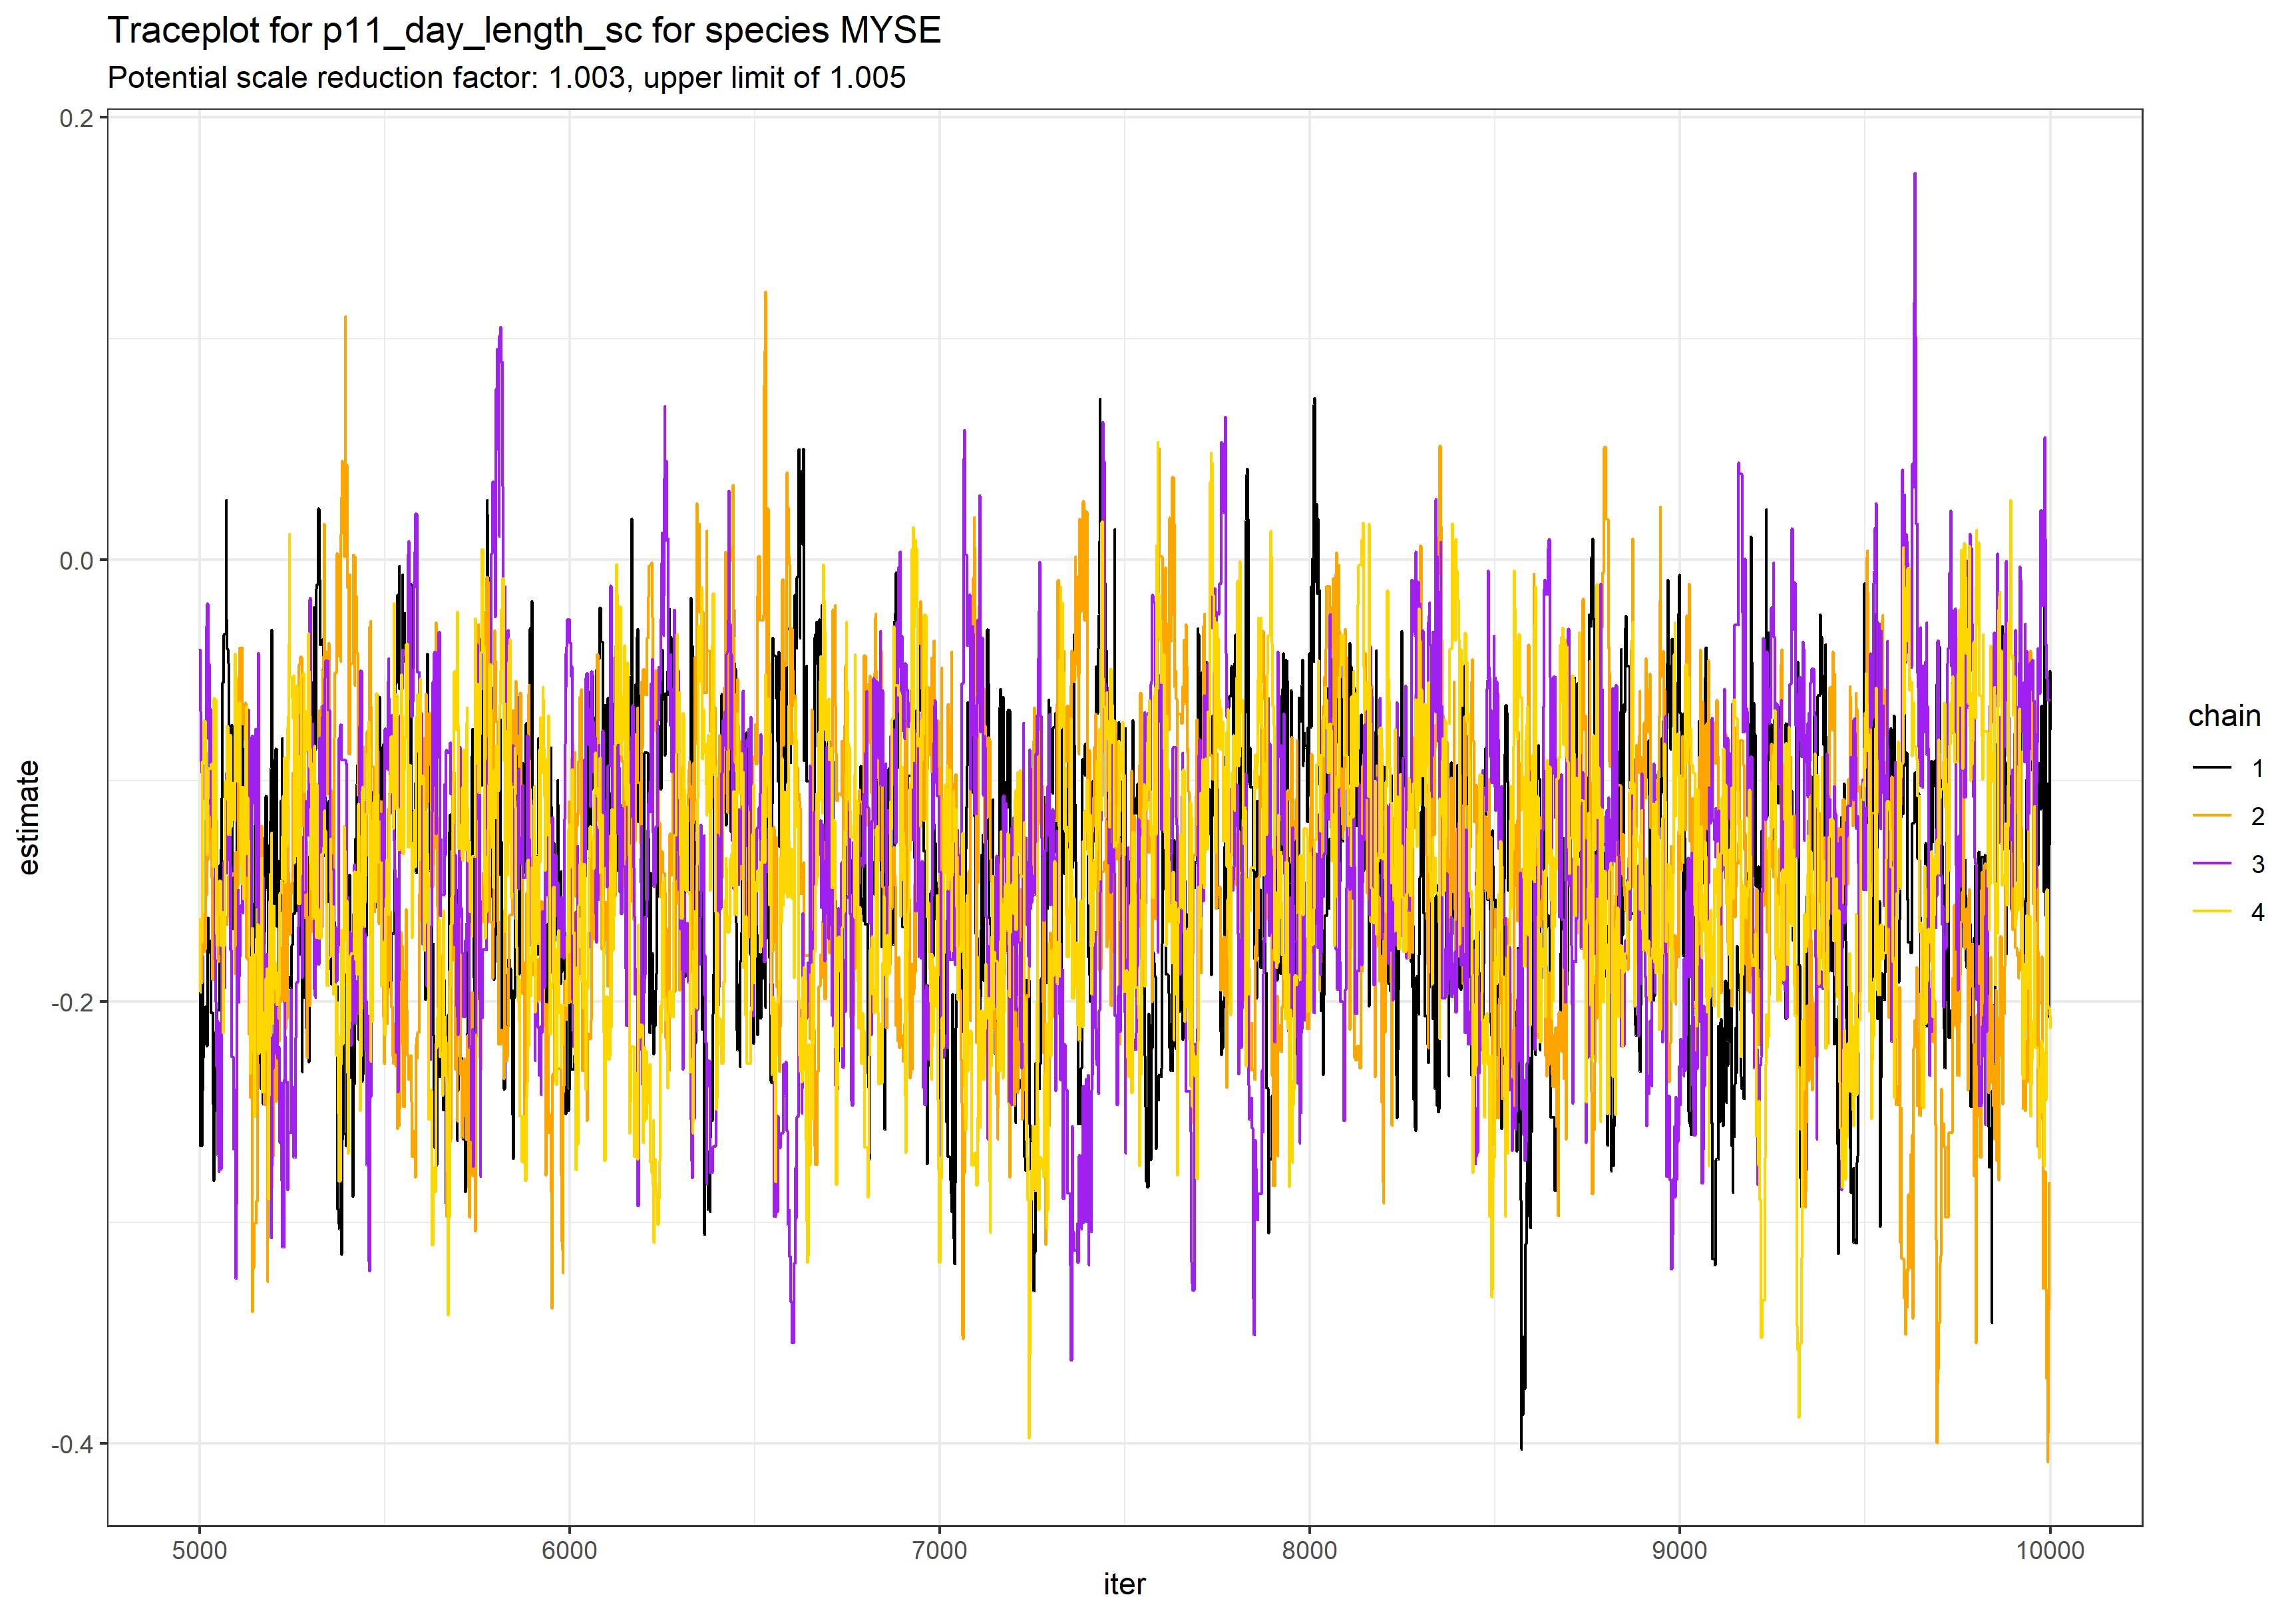 Traceplot for p11_day_length_sc for species MYSE
Potential scale reduction factor: 1.003, upper limit of 1.005
0.2
0.0
-0.2
-0.4
estimate
5000 6000 7000 8000 9000 10000
iter
chain
1
2
3
4